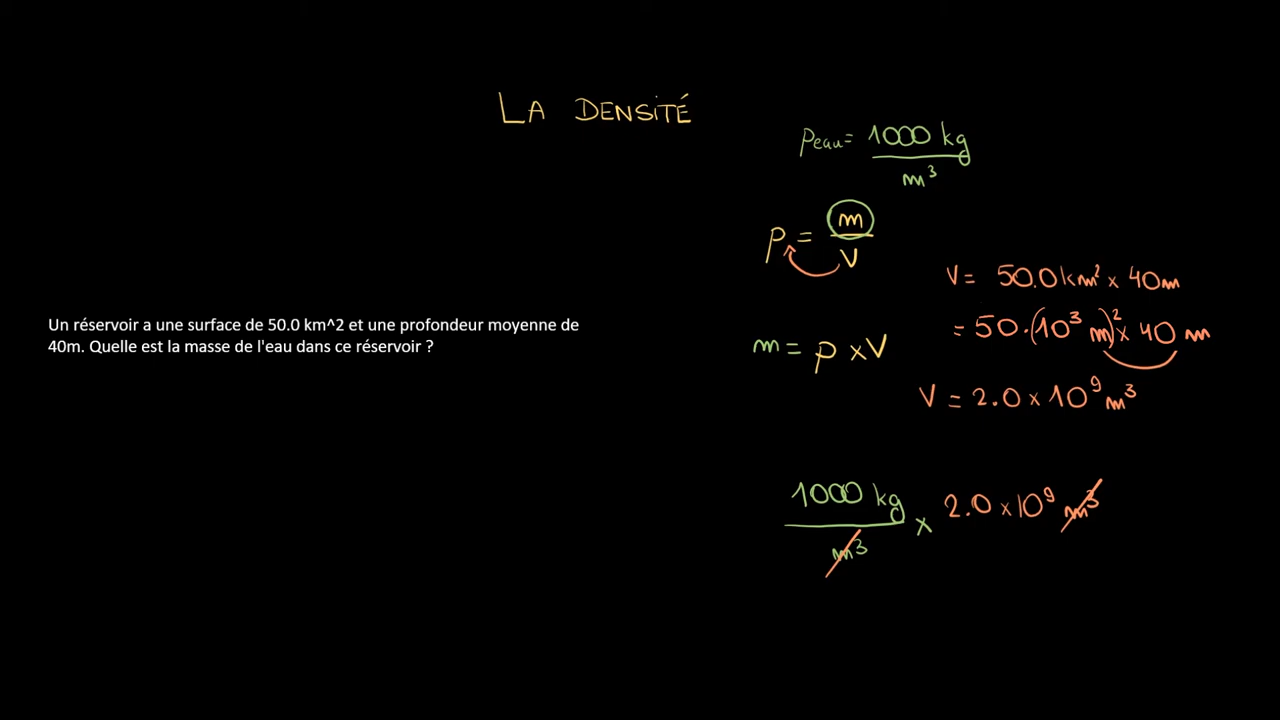 LA DENSITÉ
Peau = 1000 kg / m³
p = m / V
V = 50.0 km² × 40m
= 50.(10³ m)² × 40 m
Un réservoir a une surface de 50.0 km^2 et une profondeur moyenne de
40m. Quelle est la masse de l'eau dans ce réservoir ?
m = p × V
V = 2.0 × 10⁹ m³
1000 kg / m³ × 2.0 × 10⁹ m³